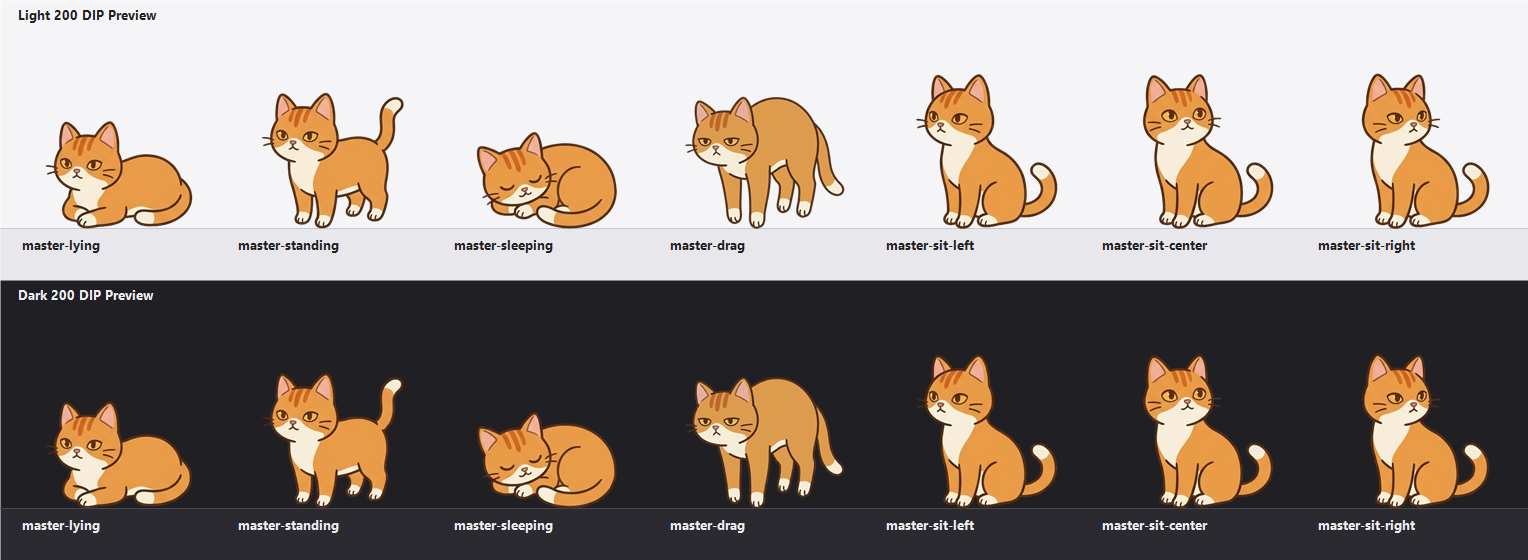 Light 200 DIP Preview
master-lying master-standing master-sleeping master-drag master-sit-left master-sit-center master-sit-right
Dark 200 DIP Preview
master-lying master-standing master-sleeping master-drag master-sit-left master-sit-center master-sit-right